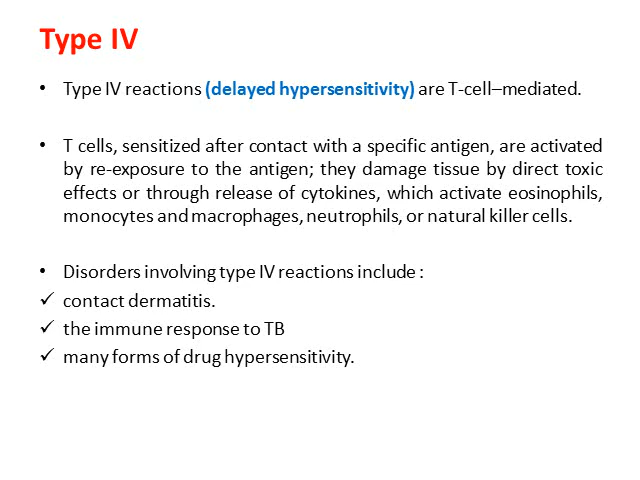 Type IV
• Type IV reactions (delayed hypersensitivity) are T-cell–mediated.
• T cells, sensitized after contact with a specific antigen, are activated
by re-exposure to the antigen; they damage tissue by direct toxic
effects or through release of cytokines, which activate eosinophils,
monocytes and macrophages, neutrophils, or natural killer cells.
• Disorders involving type IV reactions include :
✓ contact dermatitis.
✓ the immune response to TB
✓ many forms of drug hypersensitivity.